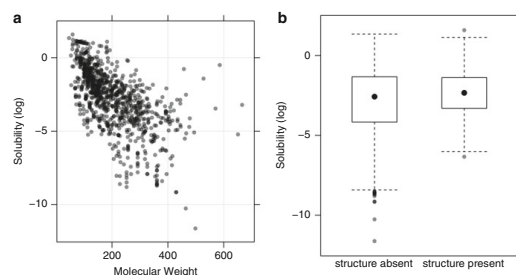 a
b
Solubility (log)
0
−5
−10
200
400
600
Molecular Weight
Solubility (log)
0
−5
−10
structure absent
structure present